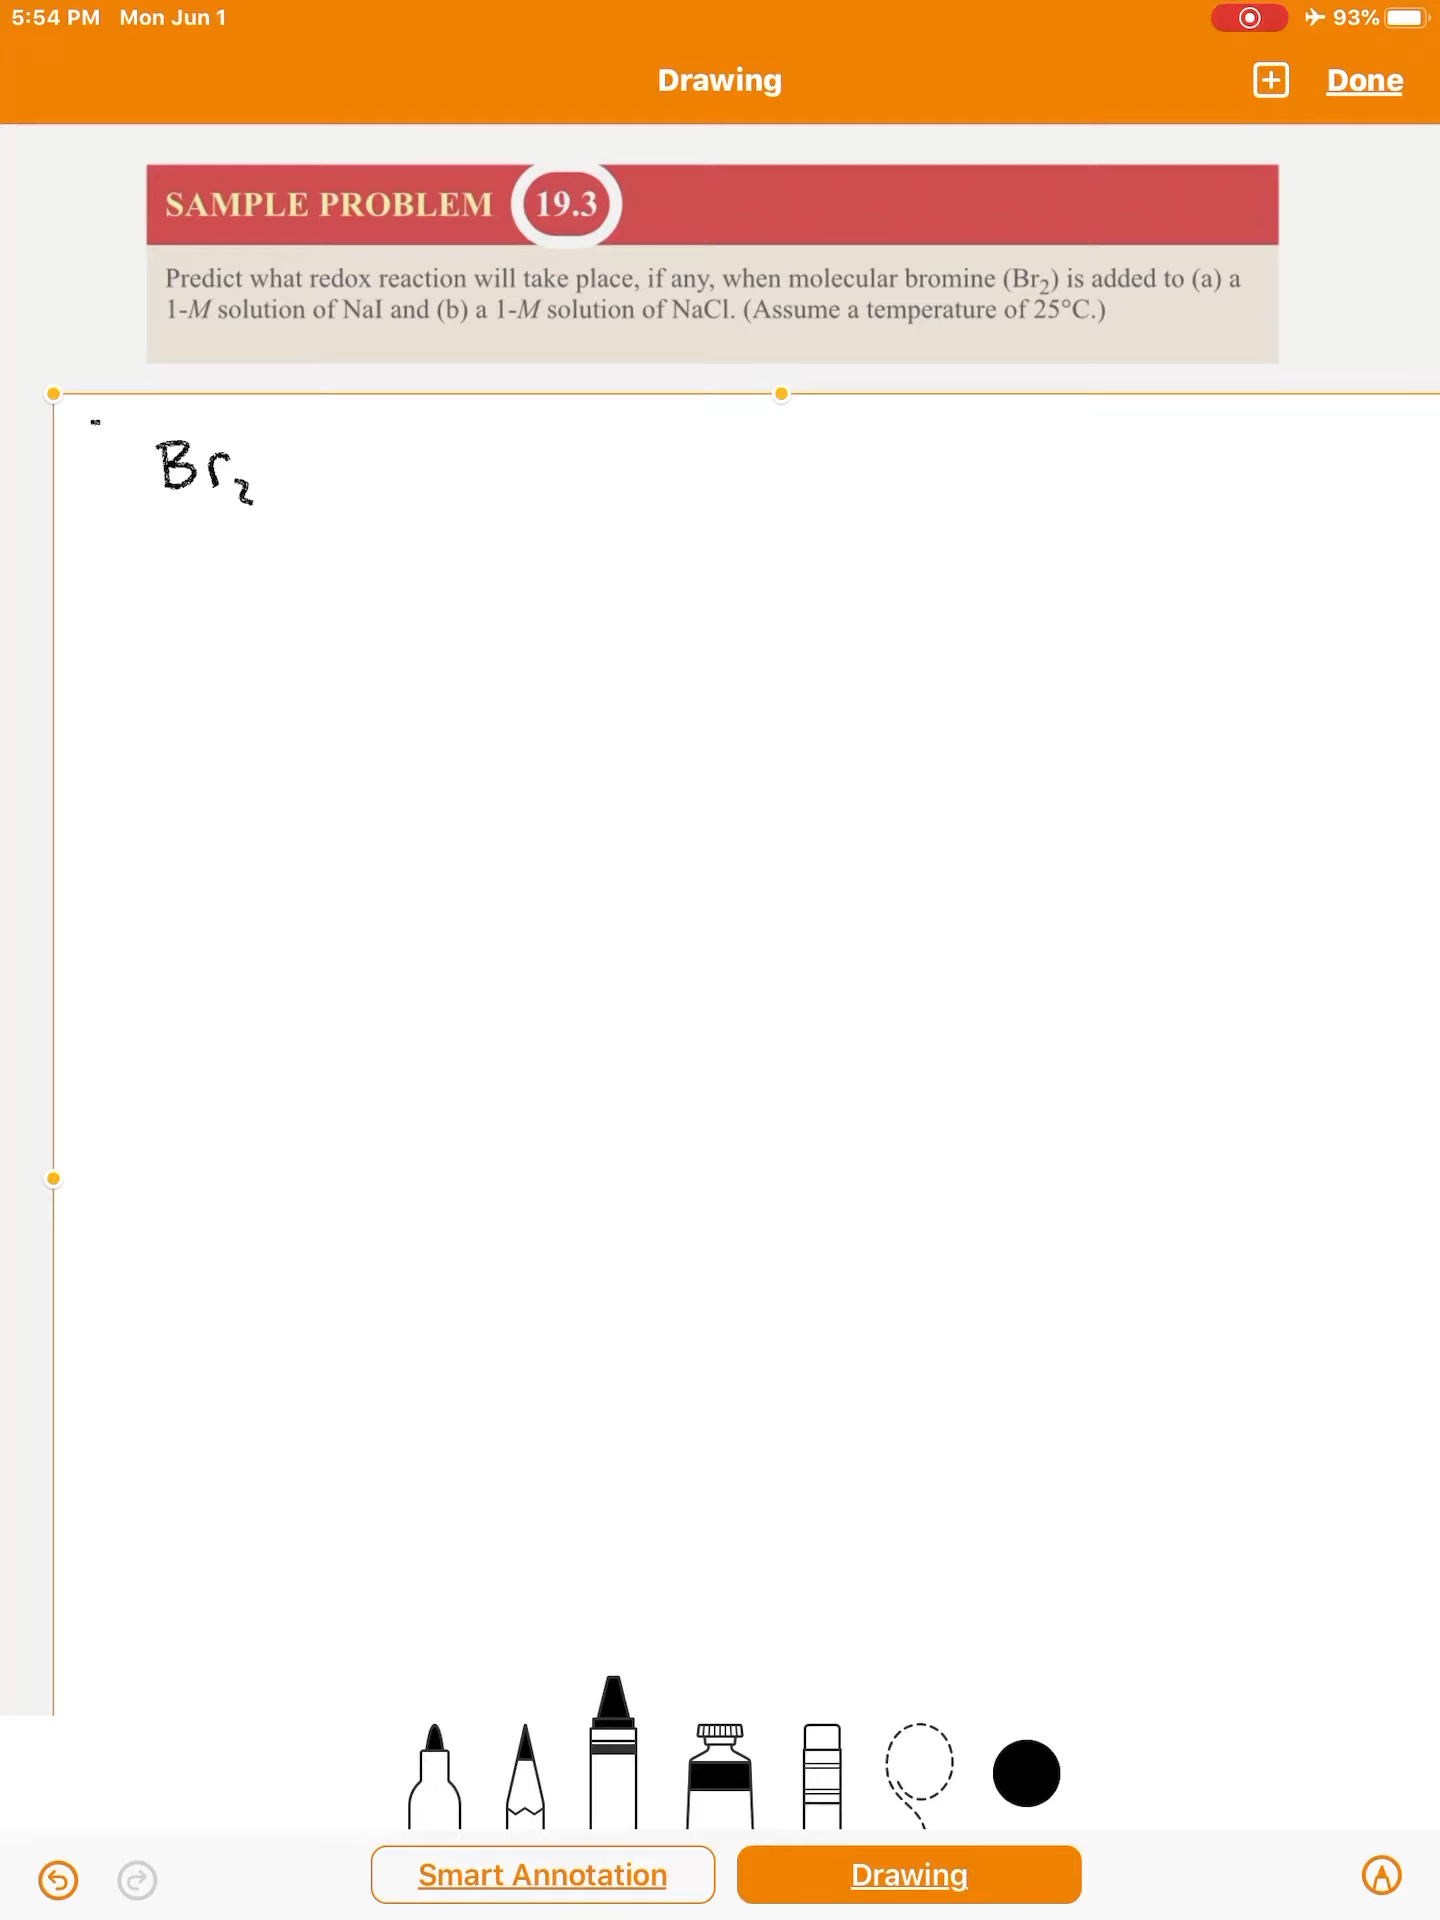 5:54 PM Mon Jun 1 93%
Drawing Done
SAMPLE PROBLEM 19.3
Predict what redox reaction will take place, if any, when molecular bromine (Br₂) is added to (a) a
1-M solution of NaI and (b) a 1-M solution of NaCl. (Assume a temperature of 25°C.)
Br₂
Smart Annotation Drawing